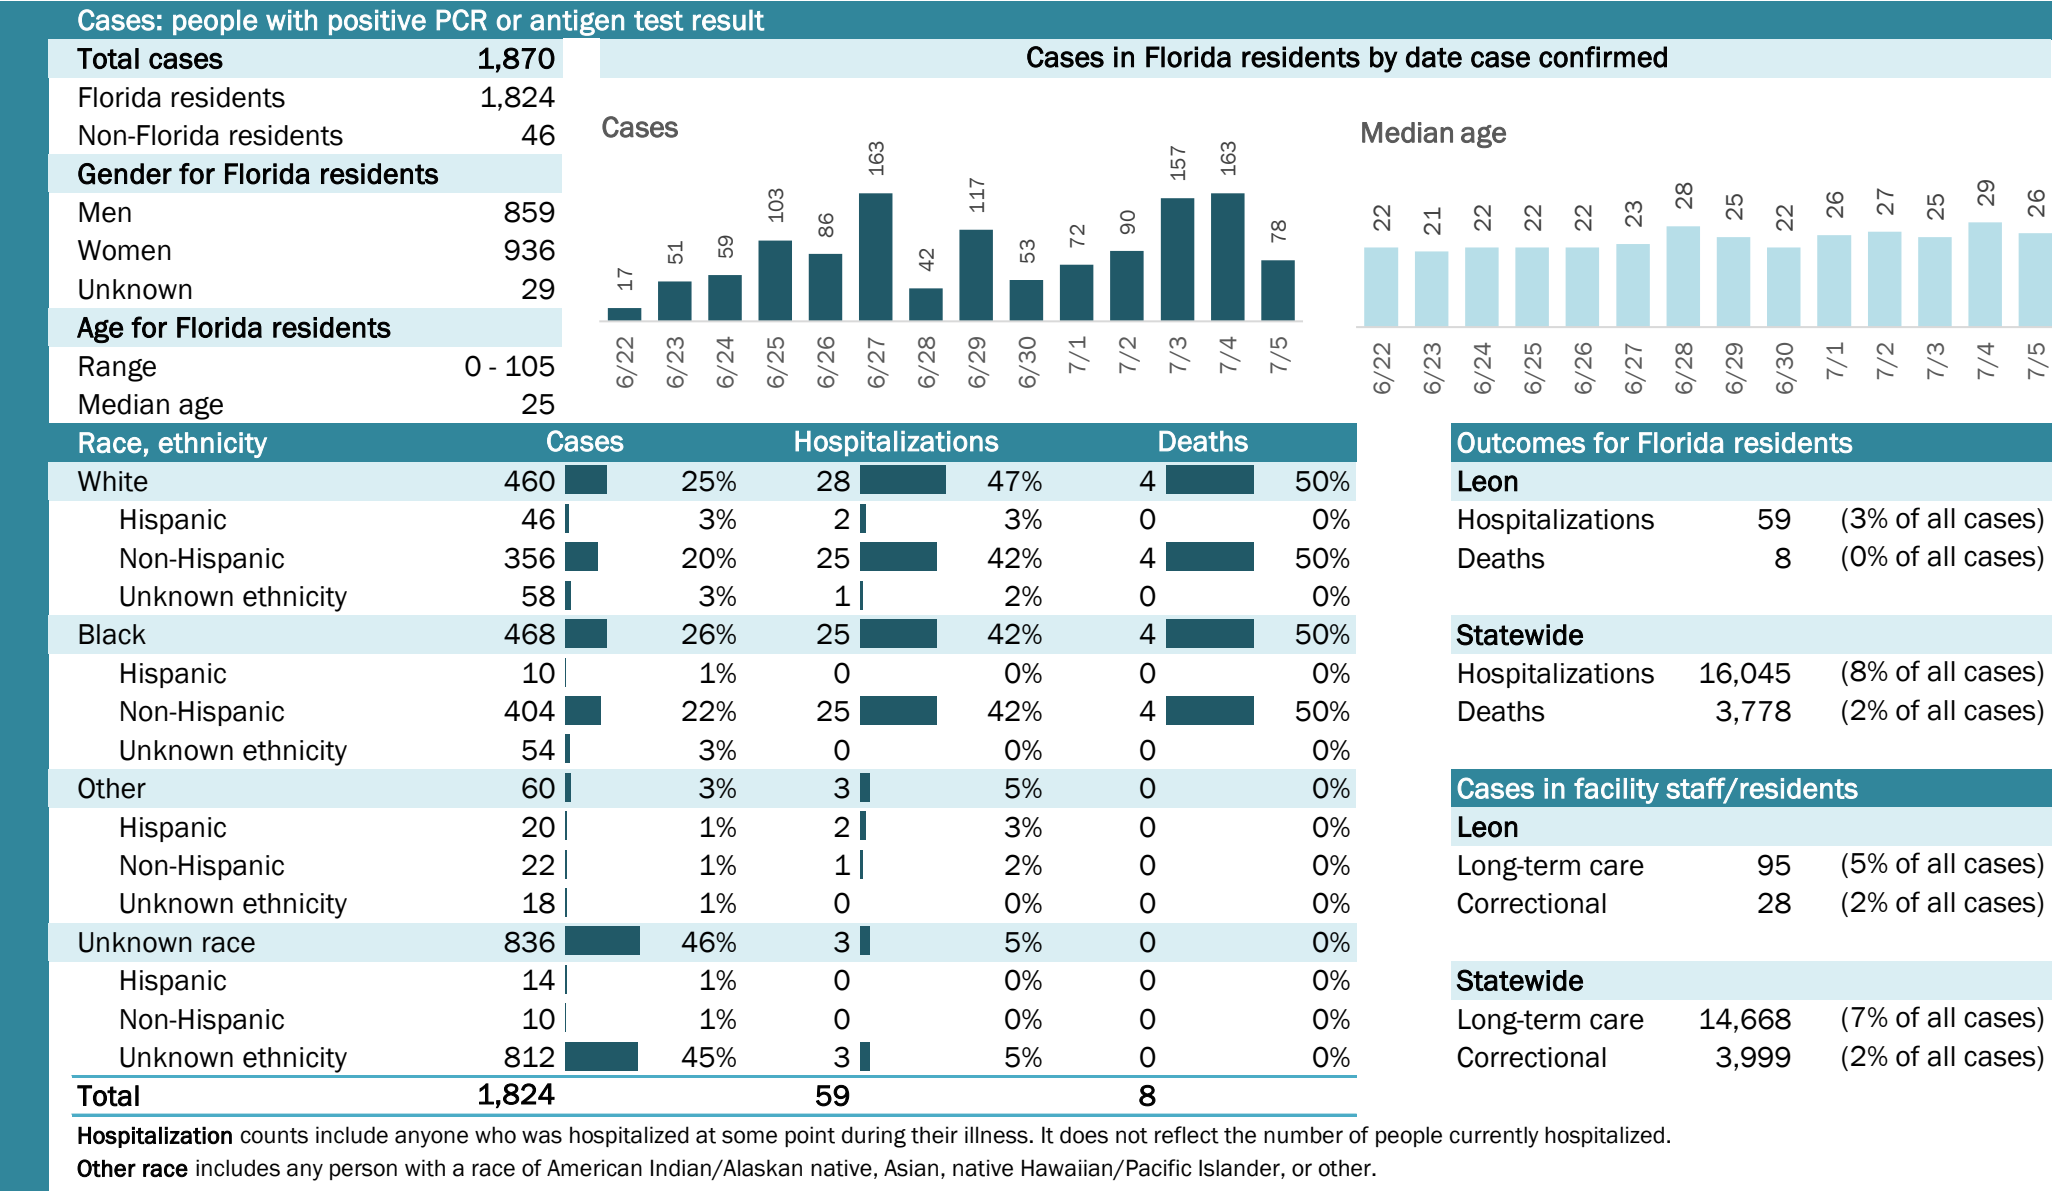 Cases: people with positive PCR or antigen test result
Total cases 1,870
Florida residents 1,824
Non-Florida residents 46
Gender for Florida residents
Men 859
Women 936
Unknown 29
Age for Florida residents
Range 0 - 105
Median age 25
Cases in Florida residents by date case confirmed
Cases
17 51 59 103 86 163 42 117 53 72 90 157 163 78
6/22 6/23 6/24 6/25 6/26 6/27 6/28 6/29 6/30 7/1 7/2 7/3 7/4 7/5
Median age
22 21 22 22 22 23 28 25 22 26 27 25 29 26
6/22 6/23 6/24 6/25 6/26 6/27 6/28 6/29 6/30 7/1 7/2 7/3 7/4 7/5
Race, ethnicity Cases Hospitalizations Deaths
White 460 25% 28 47% 4 50%
Hispanic 46 3% 2 3% 0 0%
Non-Hispanic 356 20% 25 42% 4 50%
Unknown ethnicity 58 3% 1 2% 0 0%
Black 468 26% 25 42% 4 50%
Hispanic 10 1% 0 0% 0 0%
Non-Hispanic 404 22% 25 42% 4 50%
Unknown ethnicity 54 3% 0 0% 0 0%
Other 60 3% 3 5% 0 0%
Hispanic 20 1% 2 3% 0 0%
Non-Hispanic 22 1% 1 2% 0 0%
Unknown ethnicity 18 1% 0 0% 0 0%
Unknown race 836 46% 3 5% 0 0%
Hispanic 14 1% 0 0% 0 0%
Non-Hispanic 10 1% 0 0% 0 0%
Unknown ethnicity 812 45% 3 5% 0 0%
Total 1,824 59 8
Outcomes for Florida residents
Leon
Hospitalizations 59 (3% of all cases)
Deaths 8 (0% of all cases)
Statewide
Hospitalizations 16,045 (8% of all cases)
Deaths 3,778 (2% of all cases)
Cases in facility staff/residents
Leon
Long-term care 95 (5% of all cases)
Correctional 28 (2% of all cases)
Statewide
Long-term care 14,668 (7% of all cases)
Correctional 3,999 (2% of all cases)
Hospitalization counts include anyone who was hospitalized at some point during their illness. It does not reflect the number of people currently hospitalized.
Other race includes any person with a race of American Indian/Alaskan native, Asian, native Hawaiian/Pacific Islander, or other.